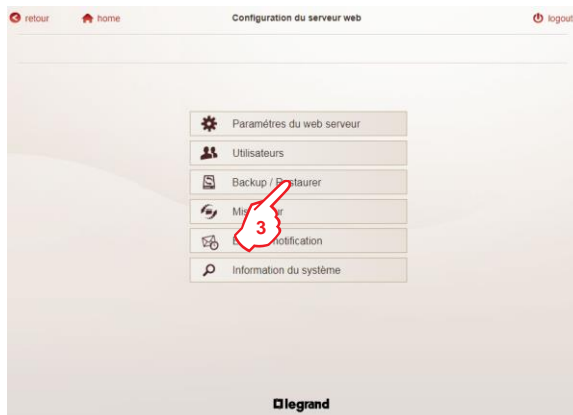 retour home Configuration du serveur web logout
Paramétres du web serveur
Utilisateurs
Backup / Restaurer
3
notification
Information du système
legrand